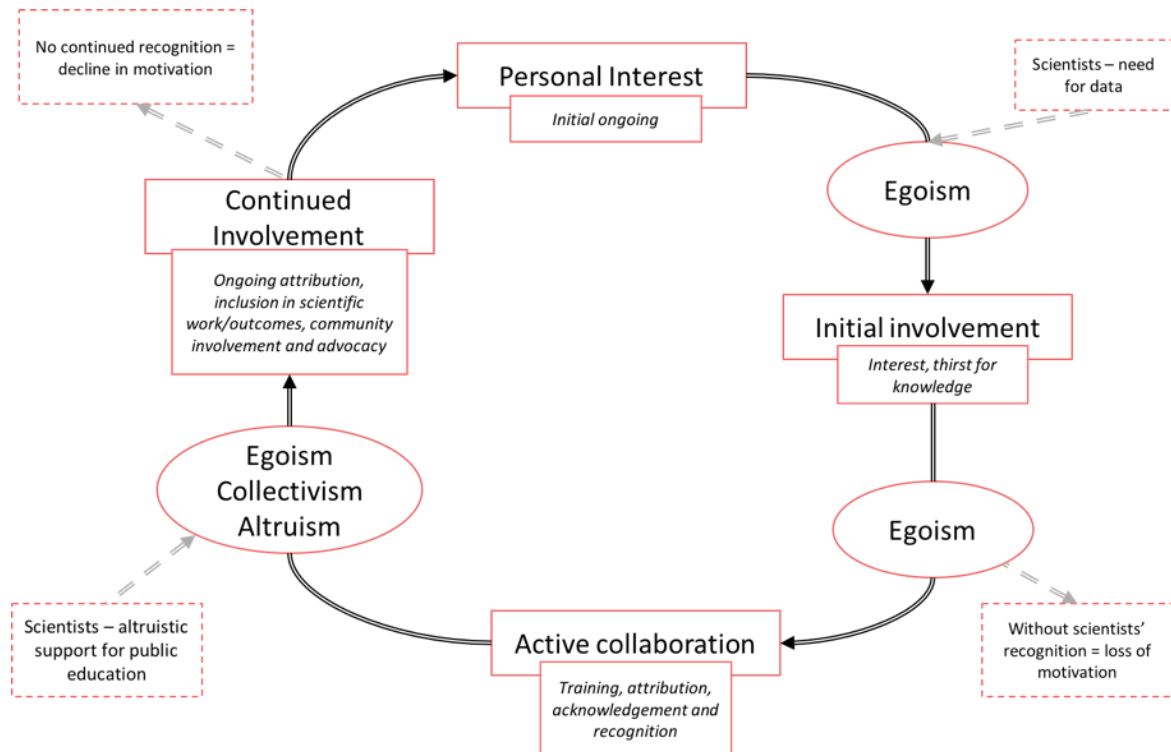 No continued recognition =
decline in motivation
Personal Interest
Initial ongoing
Scientists – need
for data
Egoism
Continued
Involvement
Ongoing attribution,
inclusion in scientific
work/outcomes, community
involvement and advocacy
Initial involvement
Interest, thirst for
knowledge
Egoism
Collectivism
Altruism
Egoism
Scientists – altruistic
support for public
education
Active collaboration
Training, attribution,
acknowledgement and
recognition
Without scientists’
recognition = loss of
motivation